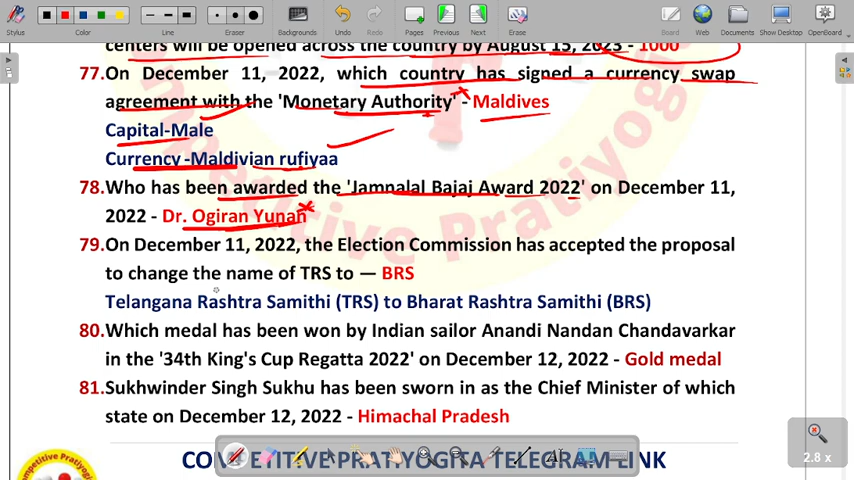 Stylus
Color
Line
Eraser
Backgrounds
Undo
Redo
Pages
Previous
Next
Erase
Board
Web
Documents
Show Desktop
OpenBoard
centers will be opened across the country by August 15, 2023 - 1000
77. On December 11, 2022, which country has signed a currency swap
agreement with the 'Monetary Authority' - Maldives
Capital-Male
Currency -Maldivian rufiyaa
78. Who has been awarded the 'Jamnalal Bajaj Award 2022' on December 11,
2022 - Dr. Ogiran Yunan
79. On December 11, 2022, the Election Commission has accepted the proposal
to change the name of TRS to — BRS
Telangana Rashtra Samithi (TRS) to Bharat Rashtra Samithi (BRS)
80. Which medal has been won by Indian sailor Anandi Nandan Chandavarkar
in the '34th King's Cup Regatta 2022' on December 12, 2022 - Gold medal
81. Sukhwinder Singh Sukhu has been sworn in as the Chief Minister of which
state on December 12, 2022 - Himachal Pradesh
COMPETITIVE PRATIYOGITA TELEGRAM LINK
2.8 x